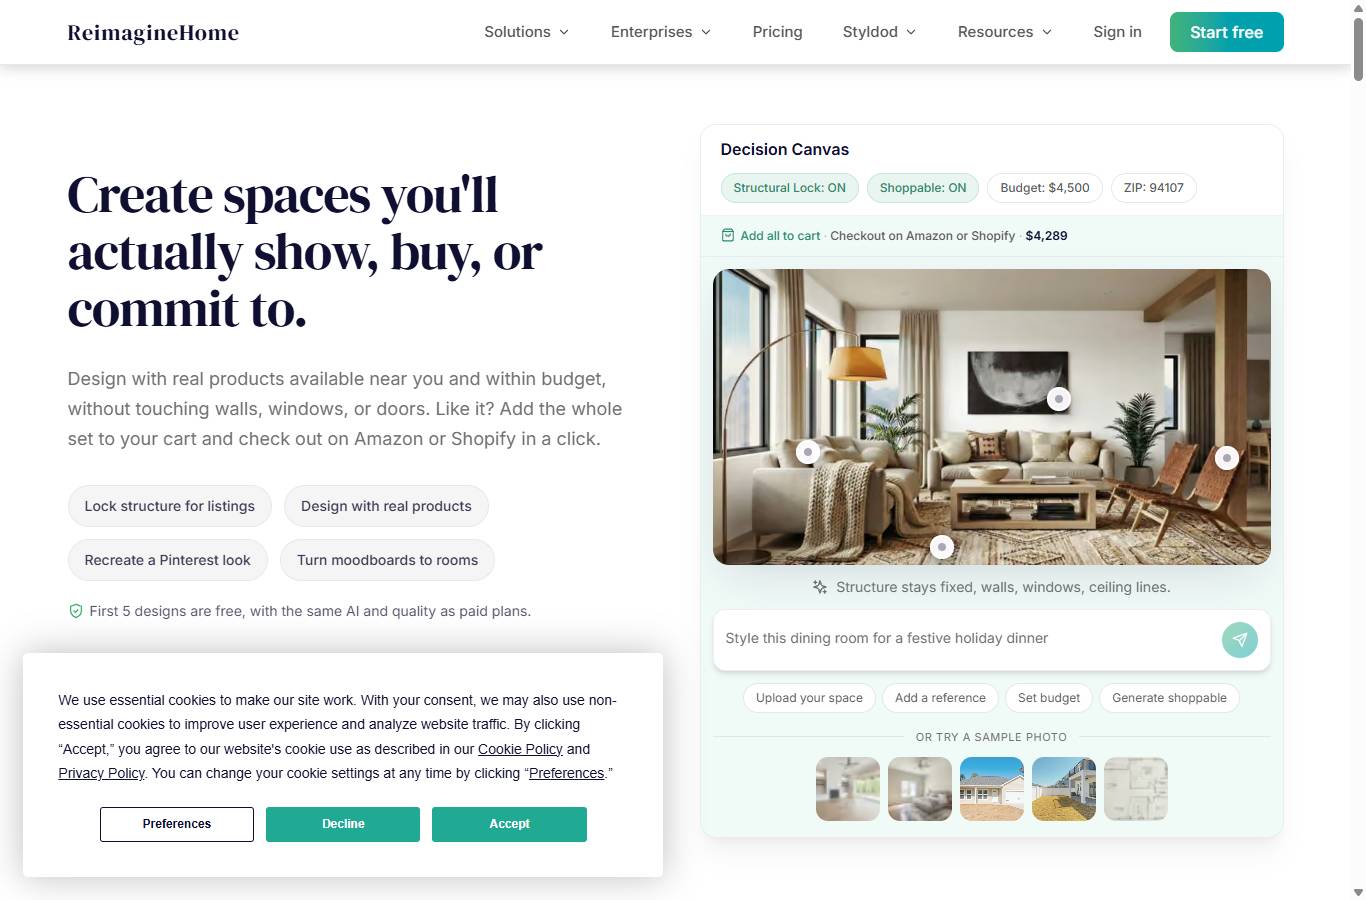 ReimagineHome
Solutions
Enterprises
Pricing
Styldod
Resources
Sign in
Start free
Create spaces you'll
actually show, buy, or
commit to.
Design with real products available near you and within budget,
without touching walls, windows, or doors. Like it? Add the whole
set to your cart and check out on Amazon or Shopify in a click.
Lock structure for listings
Design with real products
Recreate a Pinterest look
Turn moodboards to rooms
First 5 designs are free, with the same AI and quality as paid plans.
Decision Canvas
Structural Lock: ON
Shoppable: ON
Budget: $4,500
ZIP: 94107
Add all to cart · Checkout on Amazon or Shopify · $4,289
Structure stays fixed, walls, windows, ceiling lines.
Style this dining room for a festive holiday dinner
Upload your space
Add a reference
Set budget
Generate shoppable
OR TRY A SAMPLE PHOTO
We use essential cookies to make our site work. With your consent, we may also use non-
essential cookies to improve user experience and analyze website traffic. By clicking
“Accept,” you agree to our website's cookie use as described in our Cookie Policy and
Privacy Policy. You can change your cookie settings at any time by clicking “Preferences.”
Preferences
Decline
Accept